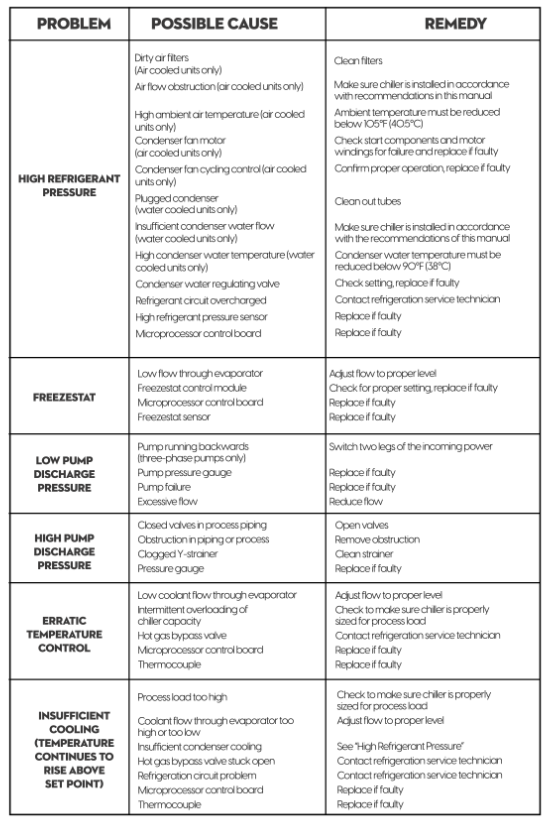 PROBLEM POSSIBLE CAUSE REMEDY
HIGH REFRIGERANT
PRESSURE
Dirty air filters
(Air cooled units only)
Clean filters
Air flow obstruction (air cooled units only)
Make sure chiller is installed in accordance
with recommendations in this manual
High ambient air temperature (air cooled
units only)
Ambient temperature must be reduced
below 105°F (40.5°C)
Condenser fan motor
(air cooled units only)
Check start components and motor
windings for failure and replace if faulty
Condenser fan cycling control (air cooled
units only)
Confirm proper operation, replace if faulty
Plugged condenser
(water cooled units only)
Clean out tubes
Insufficient condenser water flow
(water cooled units only)
Make sure chiller is installed in accordance
with the recommendations of this manual
High condenser water temperature (water
cooled units only)
Condenser water temperature must be
reduced below 90°F (38°C)
Condenser water regulating valve
Check setting, replace if faulty
Refrigerant circuit overcharged
Contact refrigeration service technician
High refrigerant pressure sensor
Replace if faulty
Microprocessor control board
Replace if faulty
FREEZESTAT
Low flow through evaporator
Adjust flow to proper level
Freezestat control module
Check for proper setting, replace if faulty
Microprocessor control board
Replace if faulty
Freezestat sensor
Replace if faulty
LOW PUMP
DISCHARGE
PRESSURE
Pump running backwards
(three-phase pumps only)
Switch two legs of the incoming power
Pump pressure gauge
Replace if faulty
Pump failure
Replace if faulty
Excessive flow
Reduce flow
HIGH PUMP
DISCHARGE
PRESSURE
Closed valves in process piping
Open valves
Obstruction in piping or process
Remove obstruction
Clogged Y-strainer
Clean strainer
Pressure gauge
Replace if faulty
ERRATIC
TEMPERATURE
CONTROL
Low coolant flow through evaporator
Adjust flow to proper level
Intermittent overloading of
chiller capacity
Check to make sure chiller is properly
sized for process load
Hot gas bypass valve
Contact refrigeration service technician
Microprocessor control board
Replace if faulty
Thermocouple
Replace if faulty
INSUFFICIENT
COOLING
(TEMPERATURE
CONTINUES TO
RISE ABOVE
SET POINT)
Process load too high
Check to make sure chiller is properly
sized for process load
Coolant flow through evaporator too
high or too low
Adjust flow to proper level
Insufficient condenser cooling
See "High Refrigerant Pressure"
Hot gas bypass valve stuck open
Contact refrigeration service technician
Refrigeration circuit problem
Contact refrigeration service technician
Microprocessor control board
Replace if faulty
Thermocouple
Replace if faulty